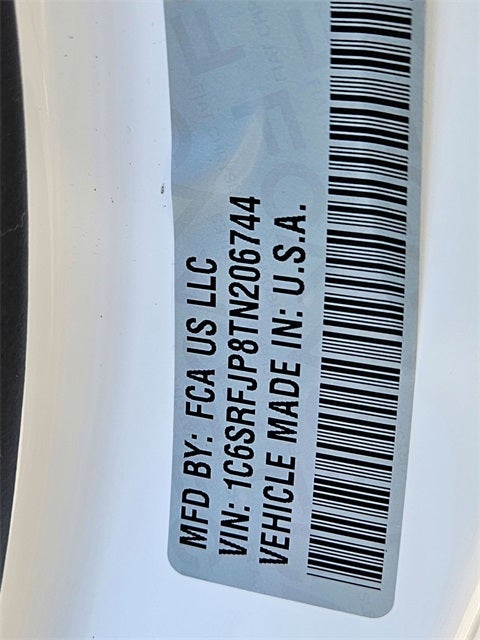 MFD BY: FCA US LLC
VIN: 1C6SRFJP8TN206744
VEHICLE MADE IN: U.S.A.